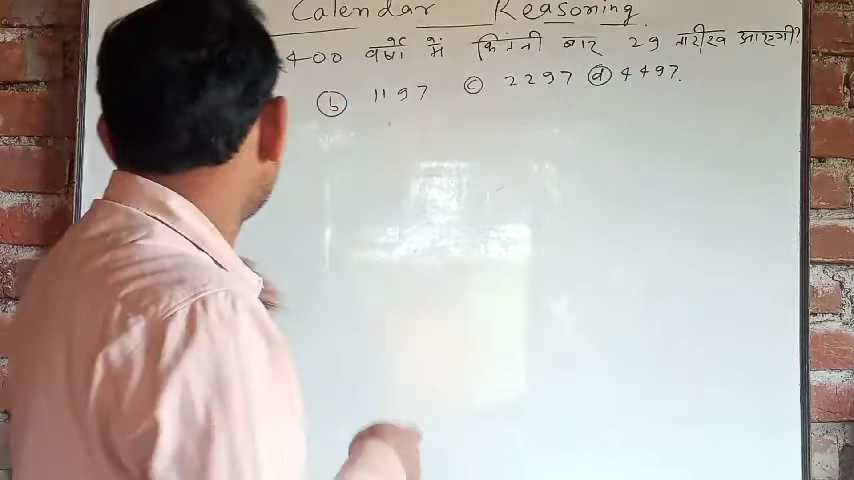 Calendar Reasoning
400 वर्षों में कितनी बार 29 तारीख आएगी?
(b) 1197 (c) 2297 (d) 4497.